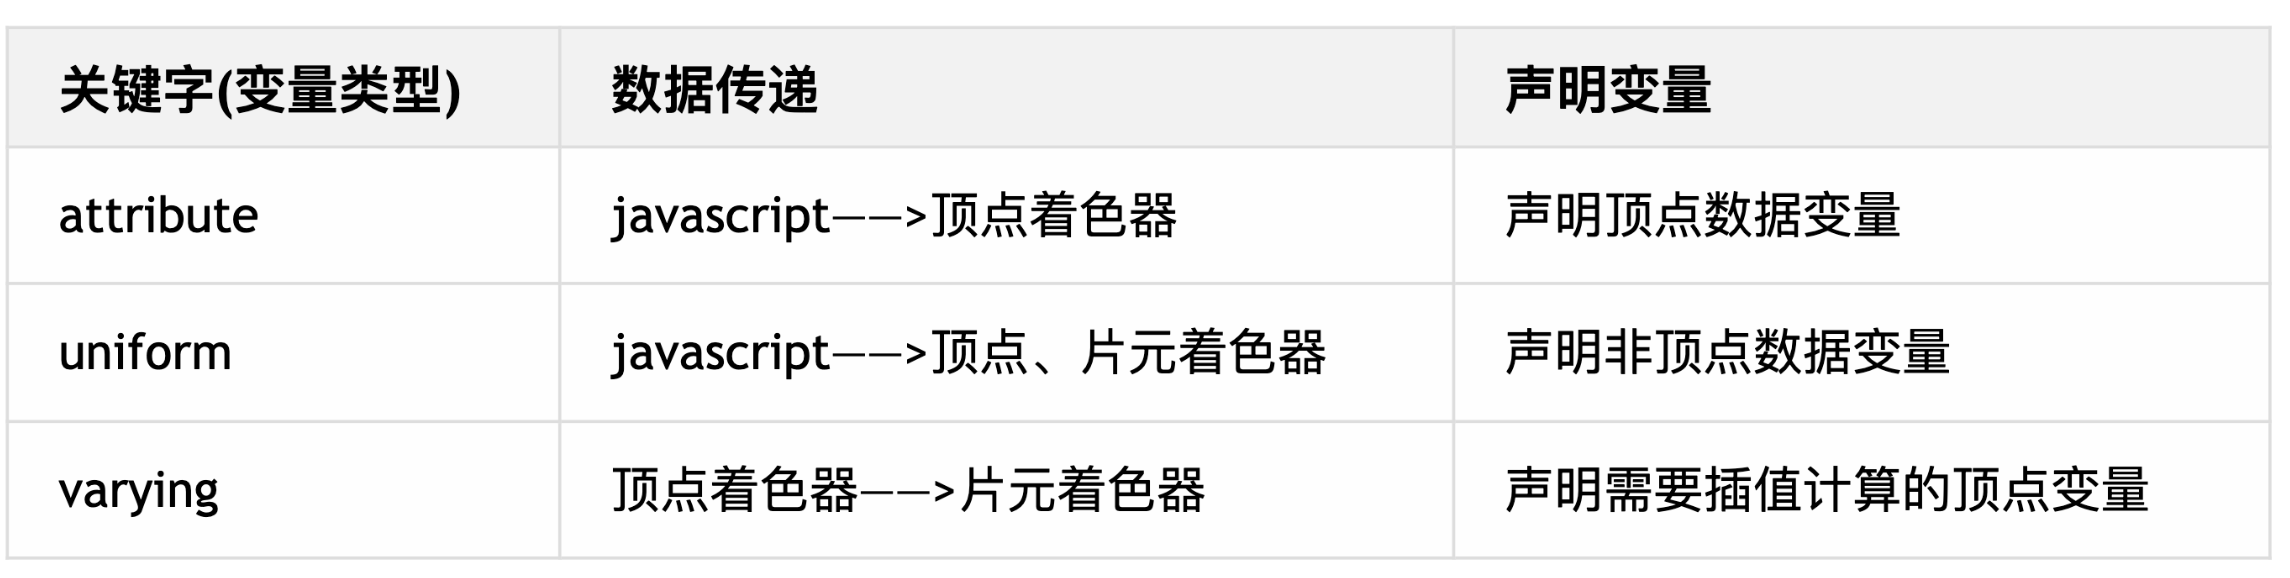 关键字(变量类型) 数据传递 声明变量
attribute javascript——>顶点着色器 声明顶点数据变量
uniform javascript——>顶点、片元着色器 声明非顶点数据变量
varying 顶点着色器——>片元着色器 声明需要插值计算的顶点变量